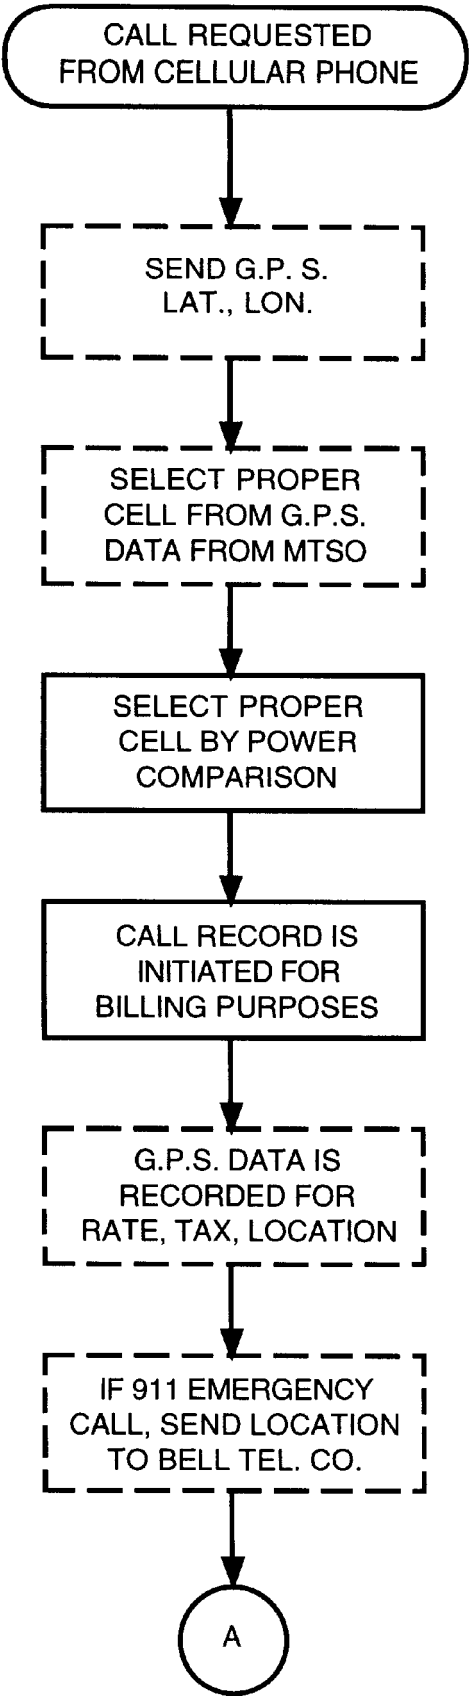 CALL REQUESTED
FROM CELLULAR PHONE
SEND G.P. S.
LAT., LON.
SELECT PROPER
CELL FROM G.P.S.
DATA FROM MTSO
SELECT PROPER
CELL BY POWER
COMPARISON
CALL RECORD IS
INITIATED FOR
BILLING PURPOSES
G.P.S. DATA IS
RECORDED FOR
RATE, TAX, LOCATION
IF 911 EMERGENCY
CALL, SEND LOCATION
TO BELL TEL. CO.
A